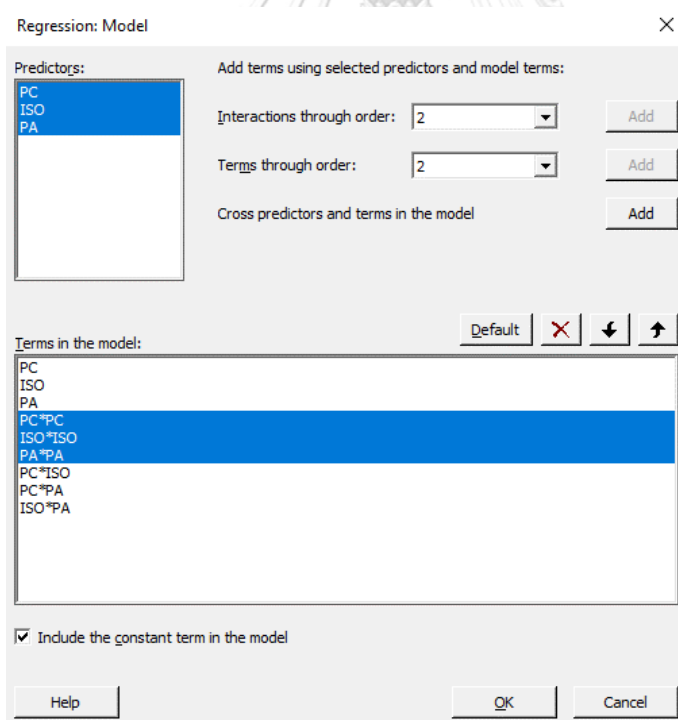 Regression: Model
Predictors:
PC
ISO
PA
Add terms using selected predictors and model terms:
Interactions through order: 2 Add
Terms through order: 2 Add
Cross predictors and terms in the model Add
Default
Terms in the model:
PC
ISO
PA
PC*PC
ISO*ISO
PA*PA
PC*ISO
PC*PA
ISO*PA
Include the constant term in the model
Help OK Cancel